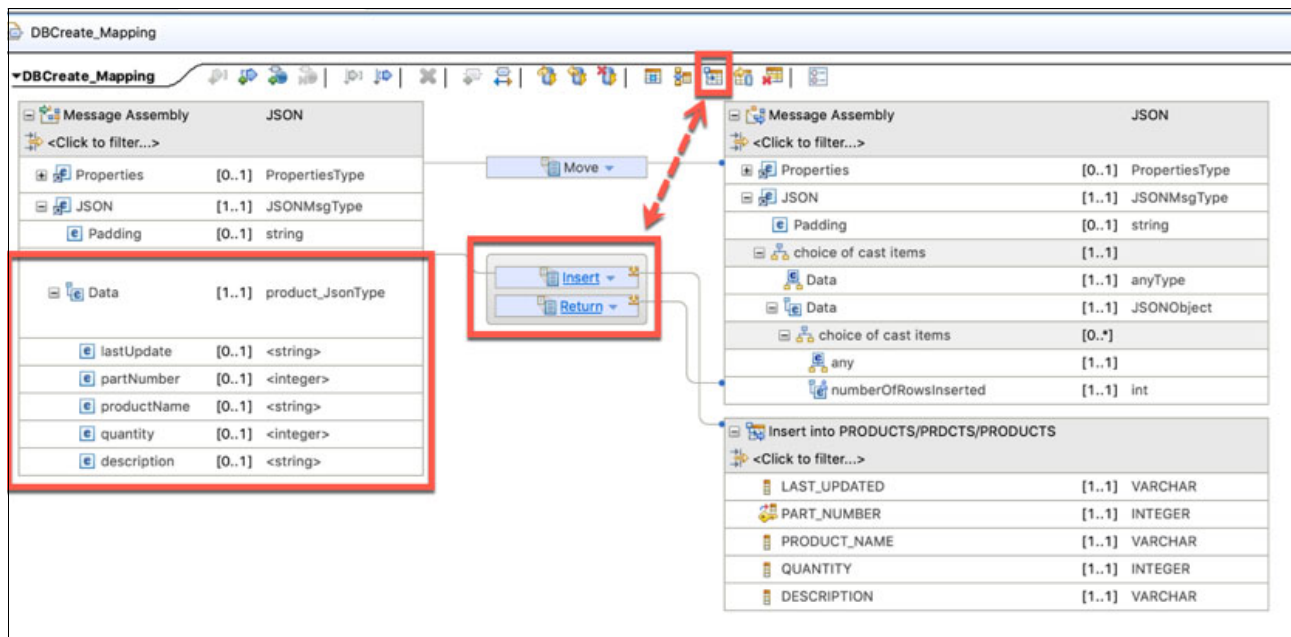 DBCreate_Mapping
DBCreate_Mapping
Message Assembly JSON
<Click to filter...>
Properties [0..1] PropertiesType
JSON [1..1] JSONMsgType
Padding [0..1] string
Data [1..1] product_JsonType
lastUpdate [0..1] <string>
partNumber [0..1] <integer>
productName [0..1] <string>
quantity [0..1] <integer>
description [0..1] <string>
Move
Insert
Return
Message Assembly JSON
<Click to filter...>
Properties [0..1] PropertiesType
JSON [1..1] JSONMsgType
Padding [0..1] string
choice of cast items [1..1]
Data [1..1] anyType
Data [1..1] JSONObject
choice of cast items [0..*]
any [1..1]
numberOfRowsInserted [1..1] int
Insert into PRODUCTS/PRDCTS/PRODUCTS
<Click to filter...>
LAST_UPDATED [1..1] VARCHAR
PART_NUMBER [1..1] INTEGER
PRODUCT_NAME [1..1] VARCHAR
QUANTITY [1..1] INTEGER
DESCRIPTION [1..1] VARCHAR